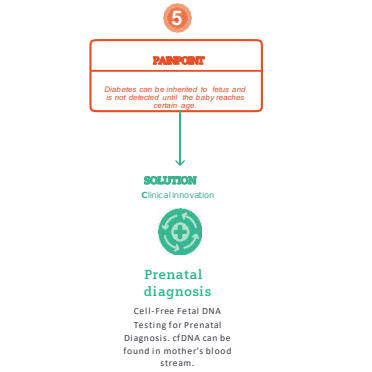 5
PAINPOINT
Diabetes can be inherited to fetus and
is not detected until the baby reaches
certain age.
SOLUTION
Clinical innovation
Prenatal
diagnosis
Cell-Free Fetal DNA
Testing for Prenatal
Diagnosis. cfDNA can be
found in mother's blood
stream.